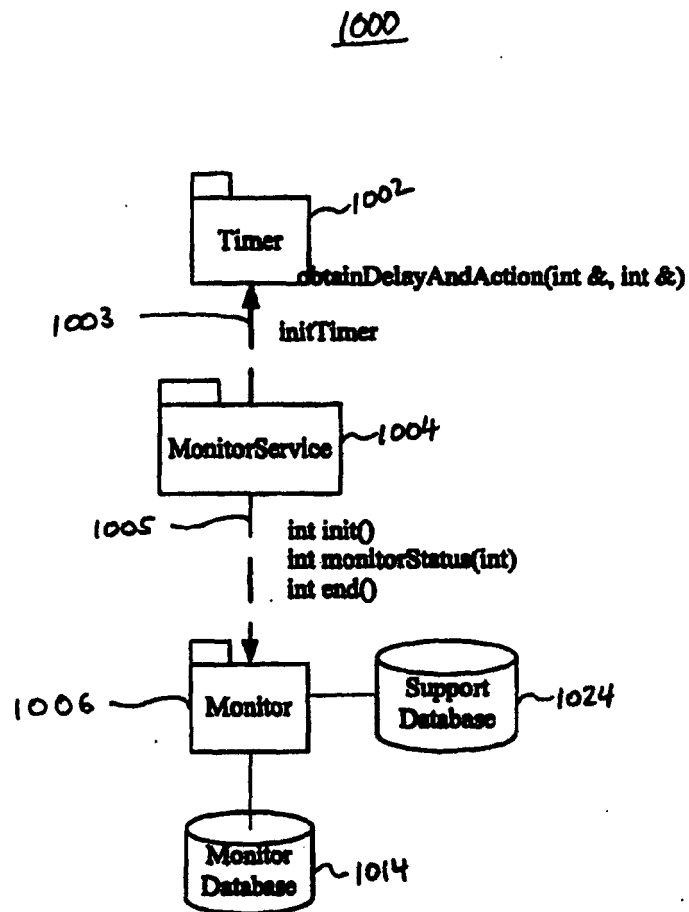 1000
1002
Timer
obtainDelayAndAction(int &, int &)
1003
initTimer
MonitorService
1004
1005
int init()
int monitorStatus(int)
int end()
1006
Monitor
Support
Database
1024
Monitor
Database
1014